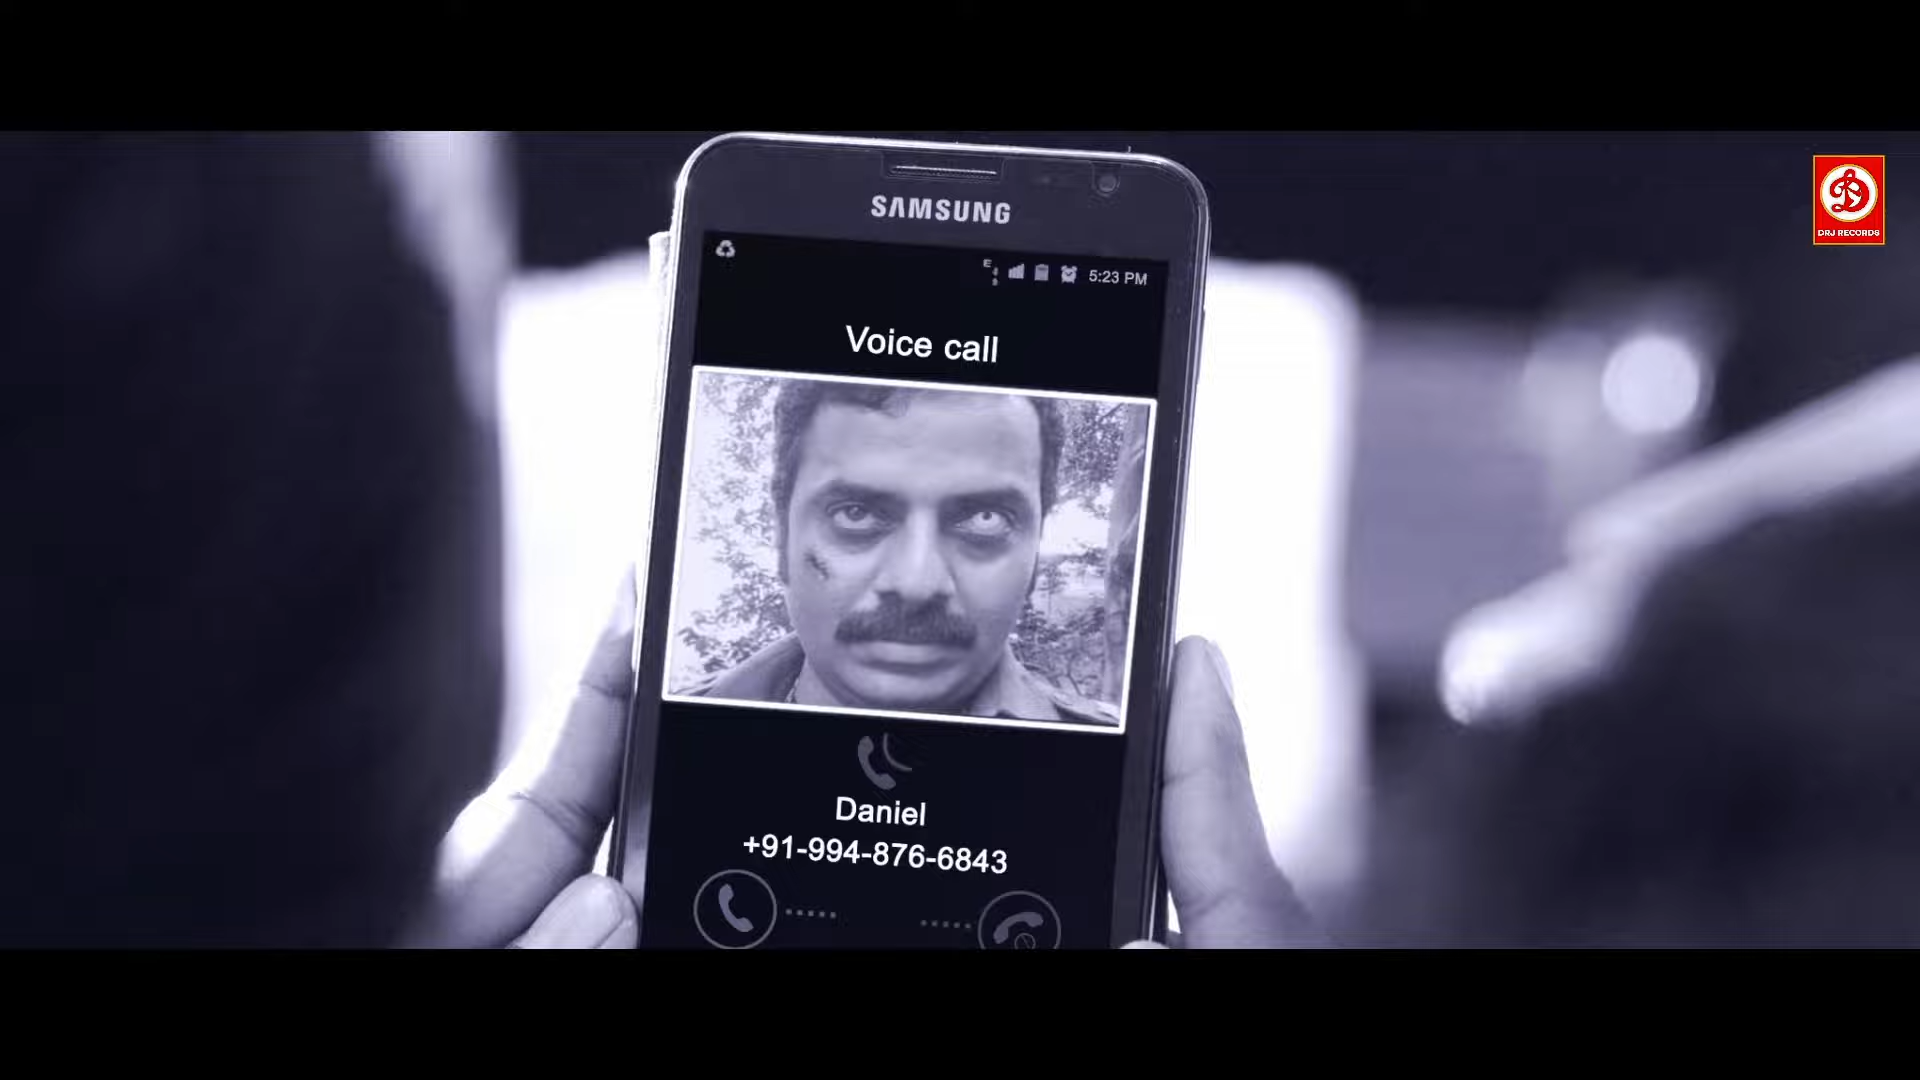 SAMSUNG
5:23 PM
Voice call
Daniel
+91-994-876-6843
DRJ RECORDS